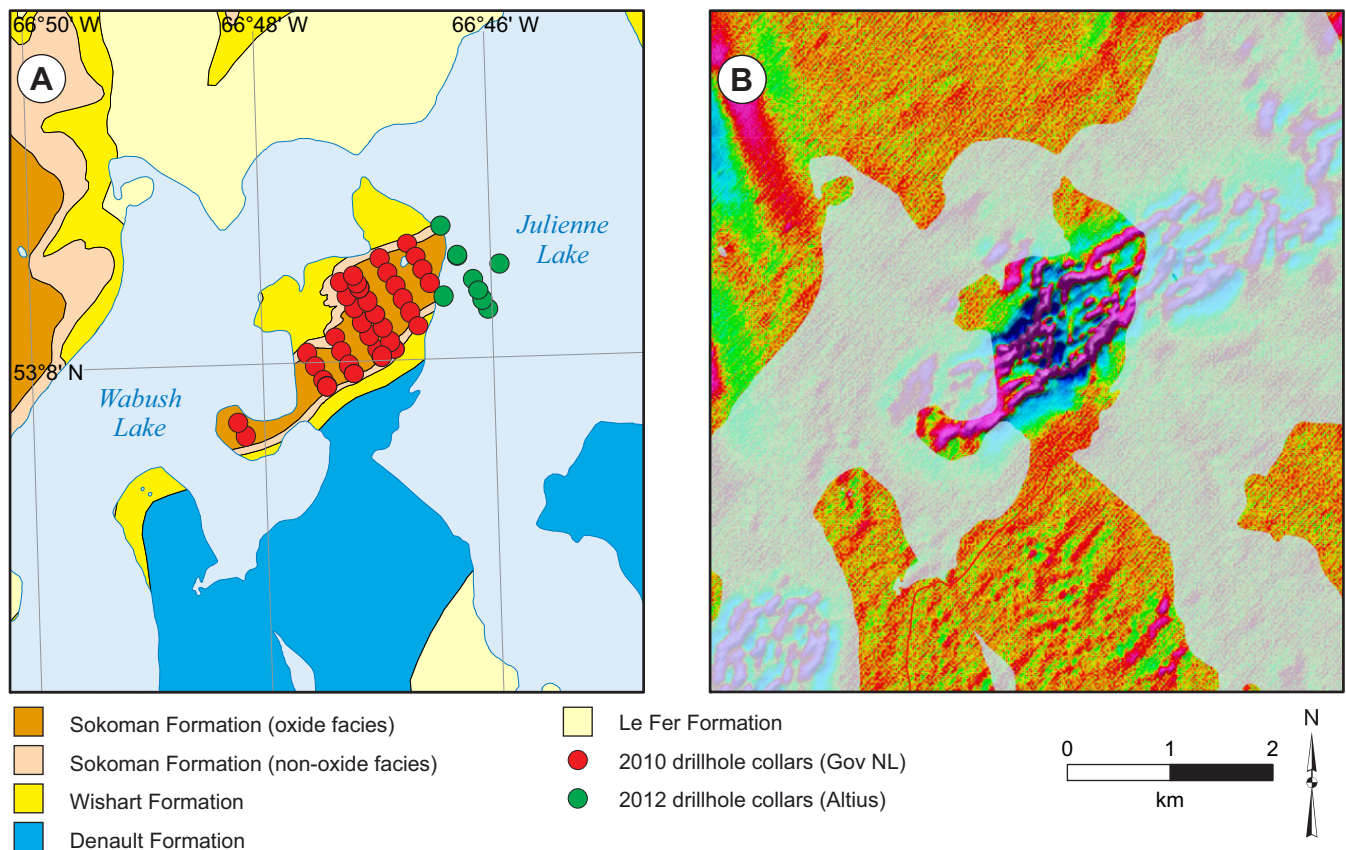 66°50' W
66°48' W
66°46' W
A
B
Julienne
Lake
53°8' N
Wabush
Lake
Sokoman Formation (oxide facies)
Sokoman Formation (non-oxide facies)
Wishart Formation
Denault Formation
Le Fer Formation
2010 drillhole collars (Gov NL)
2012 drillhole collars (Altius)
0 1 2
km
N